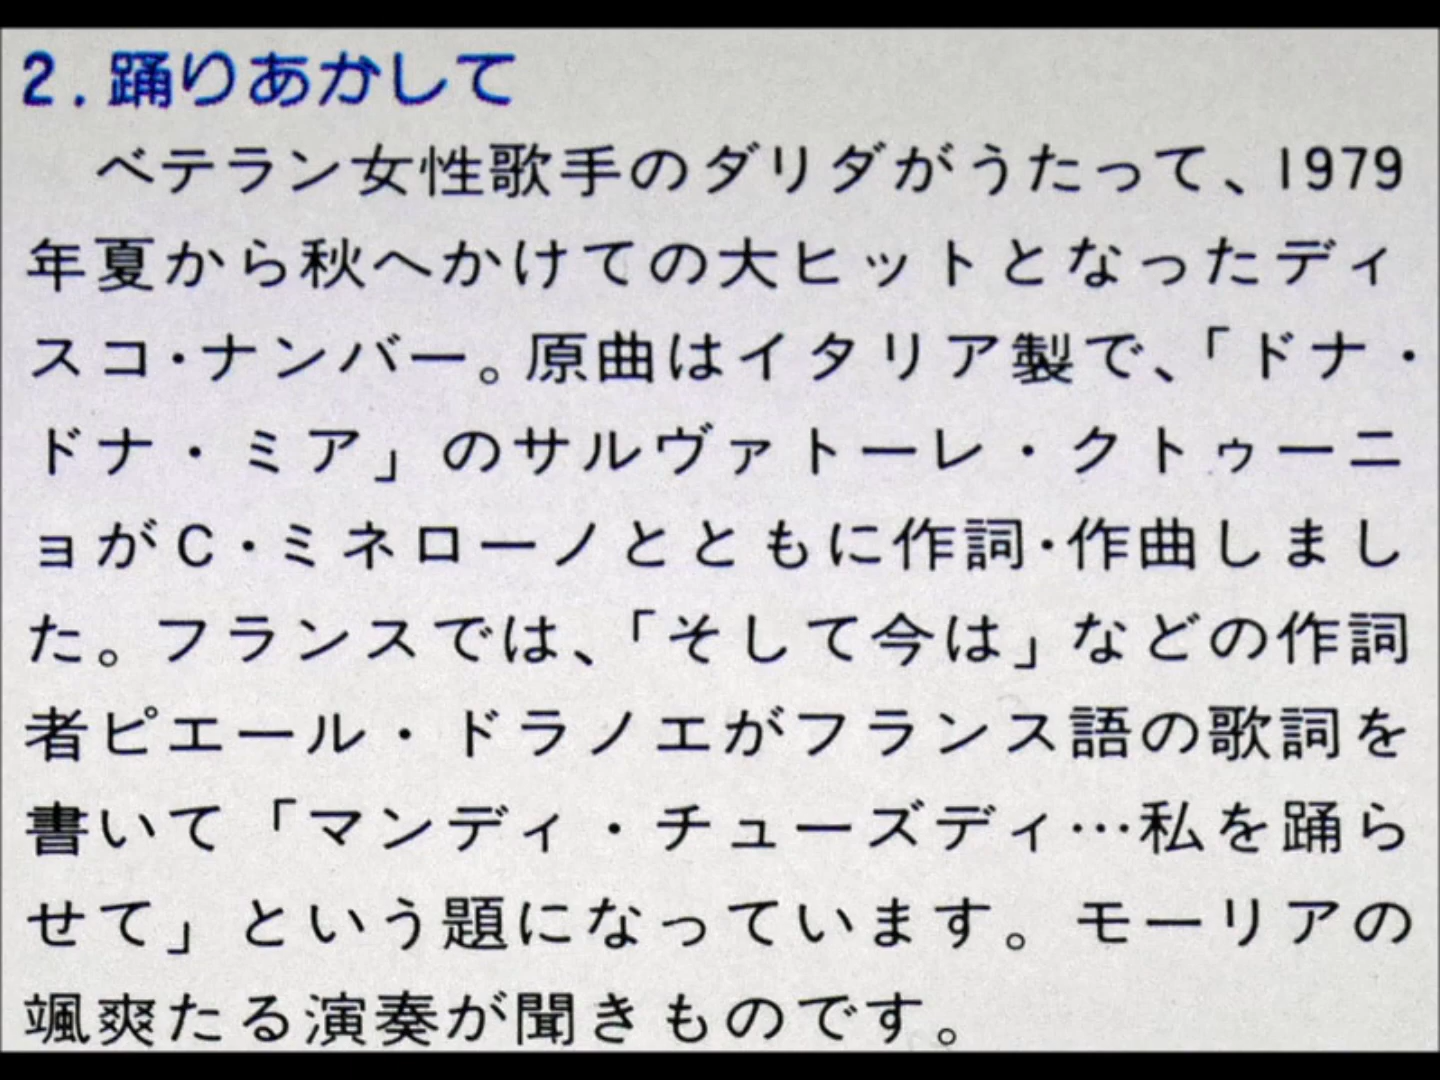 2.踊りあかして
ベテラン女性歌手のダリダがうたって、1979
年夏から秋へかけての大ヒットとなったディ
スコ・ナンバー。原曲はイタリア製で、「ドナ・
ドナ・ミア」のサルヴァトーレ・クトゥーニ
ョがC・ミネローノとともに作詞・作曲しまし
た。フランスでは、「そして今は」などの作詞
者ピエール・ドラノエがフランス語の歌詞を
書いて「マンディ・チューズディ…私を踊ら
せて」という題になっています。モーリアの
颯爽たる演奏が聞きものです。